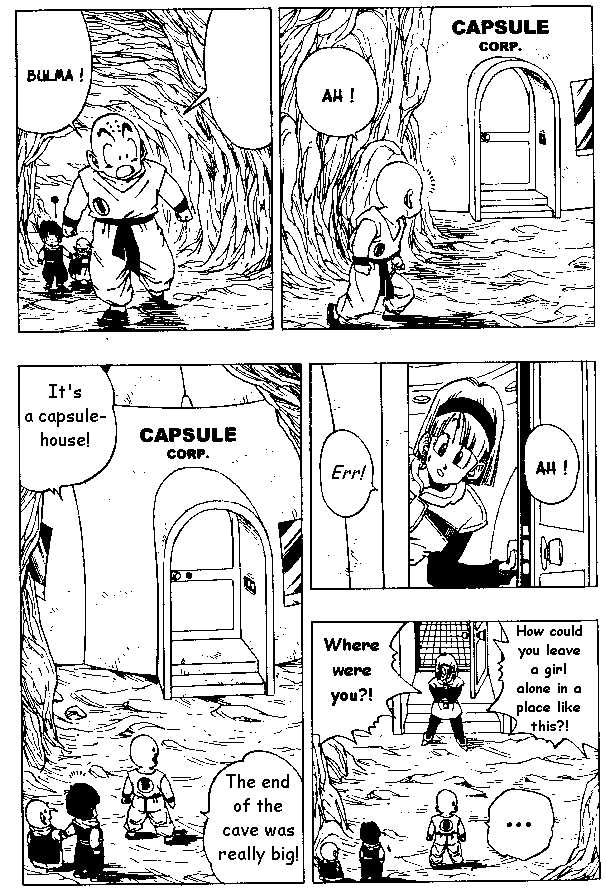 BULMA !
CAPSULE
CORP.
AH !
It's
a capsule-
house!
CAPSULE
CORP.
The end
of the
cave was
really big!
Err!
AH !
Where
were
you?!
How could
you leave
a girl
alone in a
place like
this?!
...